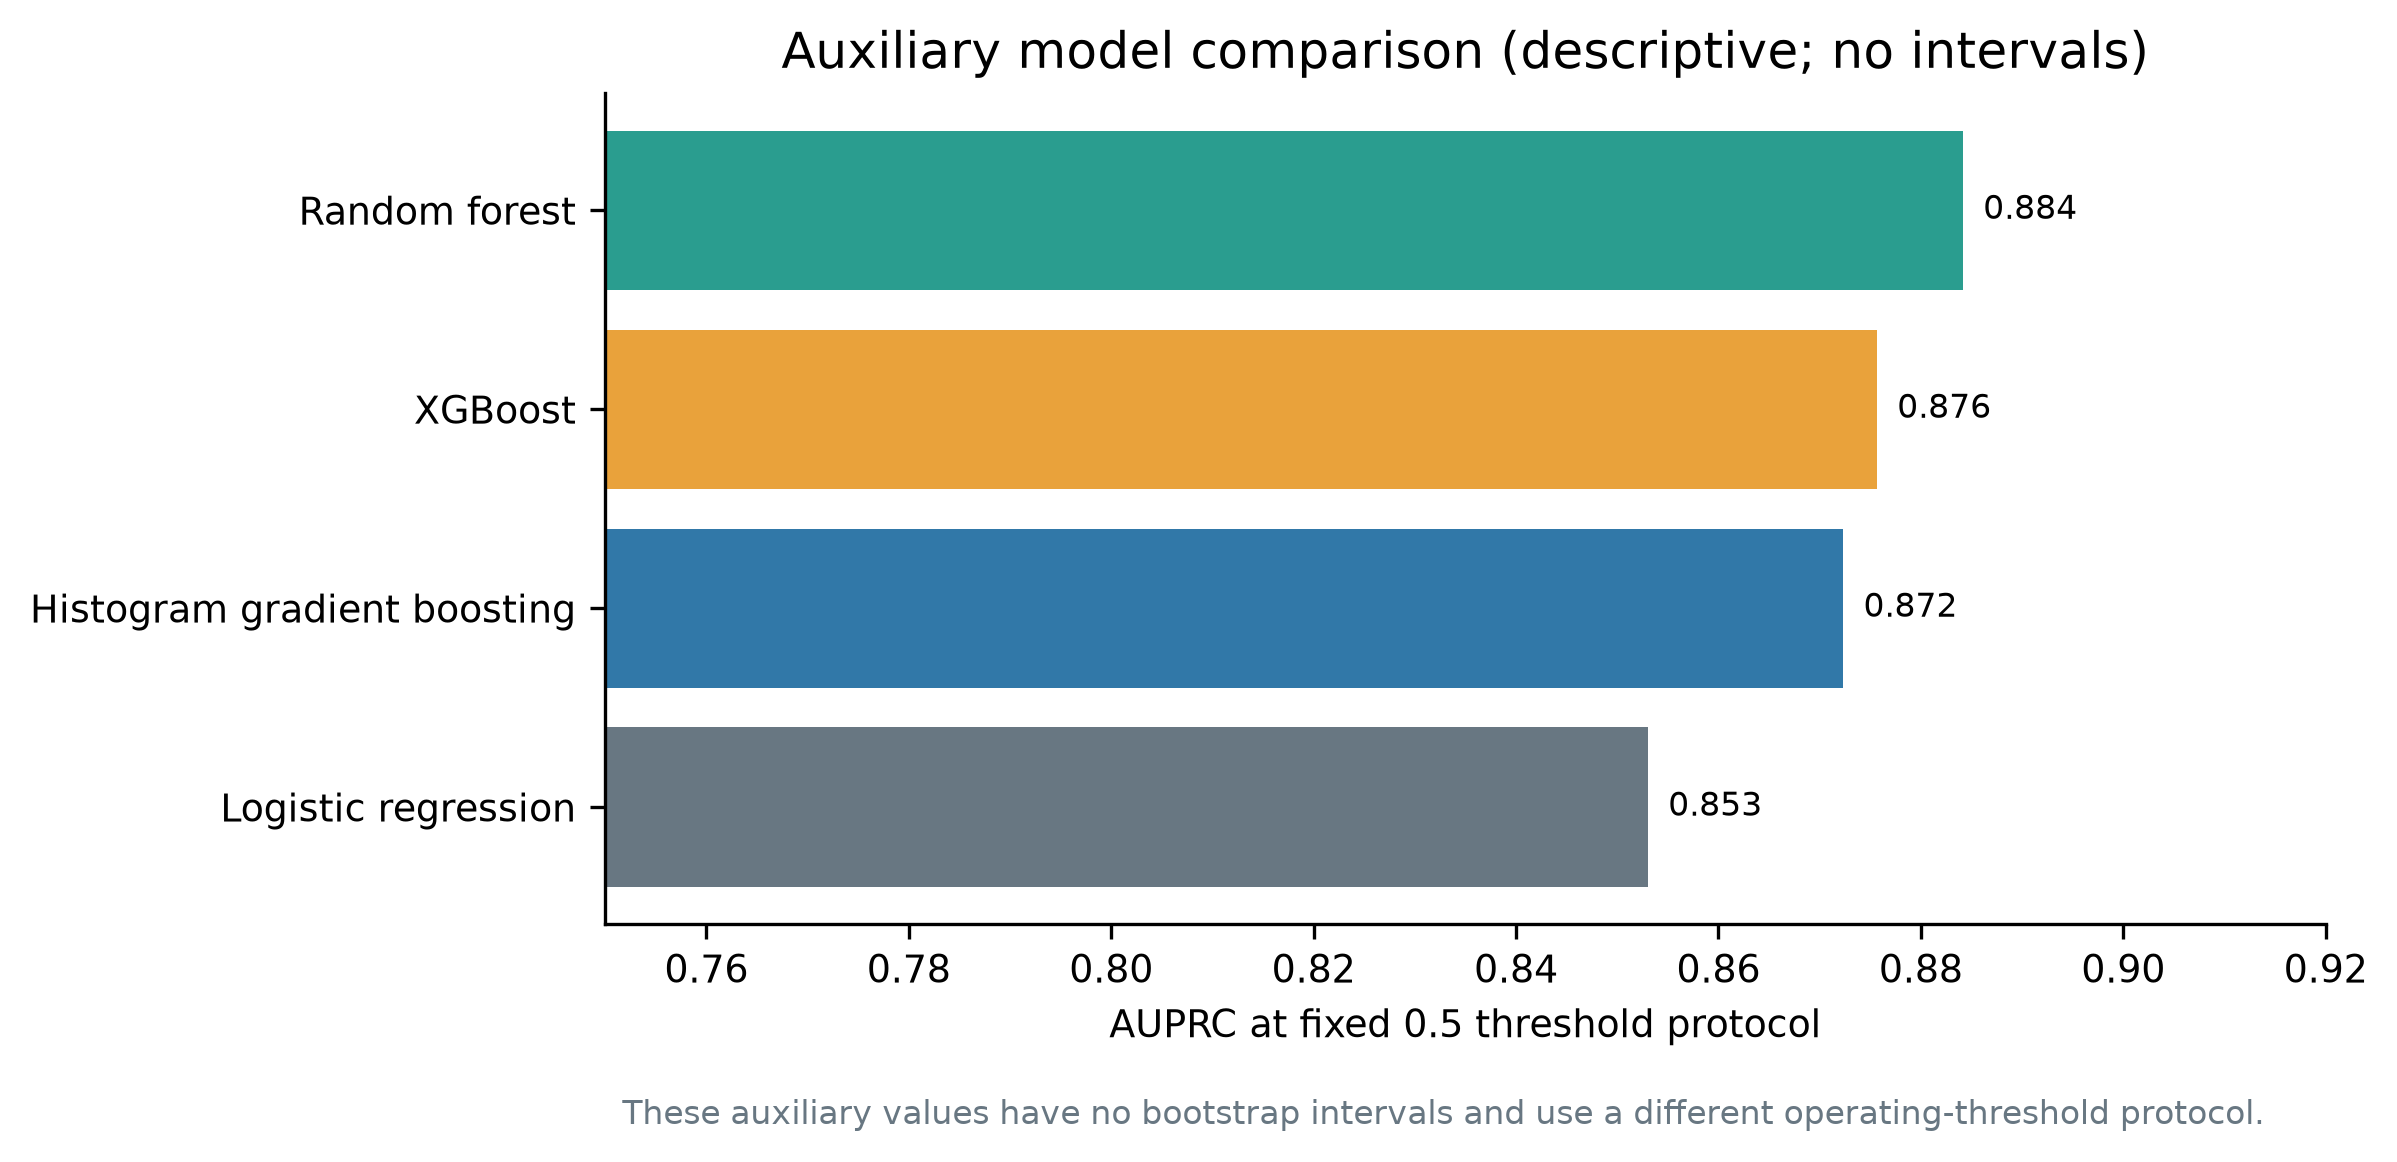 Auxiliary model comparison (descriptive; no intervals)
Random forest
0.884
XGBoost
0.876
Histogram gradient boosting
0.872
Logistic regression
0.853
0.76 0.78 0.80 0.82 0.84 0.86 0.88 0.90 0.92
AUPRC at fixed 0.5 threshold protocol
These auxiliary values have no bootstrap intervals and use a different operating-threshold protocol.